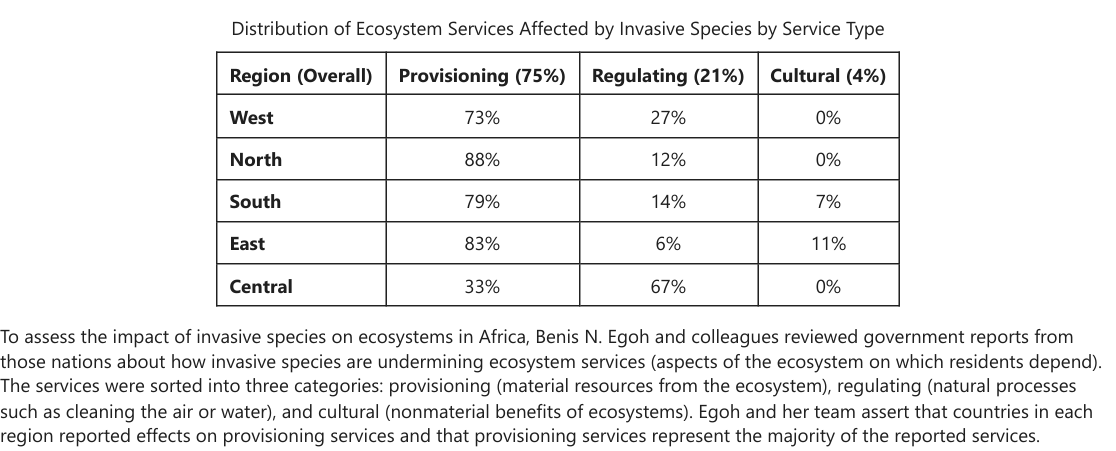 Distribution of Ecosystem Services Affected by Invasive Species by Service Type
Region (Overall) Provisioning (75%) Regulating (21%) Cultural (4%)
West 73% 27% 0%
North 88% 12% 0%
South 79% 14% 7%
East 83% 6% 11%
Central 33% 67% 0%
To assess the impact of invasive species on ecosystems in Africa, Benis N. Egoh and colleagues reviewed government reports from
those nations about how invasive species are undermining ecosystem services (aspects of the ecosystem on which residents depend).
The services were sorted into three categories: provisioning (material resources from the ecosystem), regulating (natural processes
such as cleaning the air or water), and cultural (nonmaterial benefits of ecosystems). Egoh and her team assert that countries in each
region reported effects on provisioning services and that provisioning services represent the majority of the reported services.